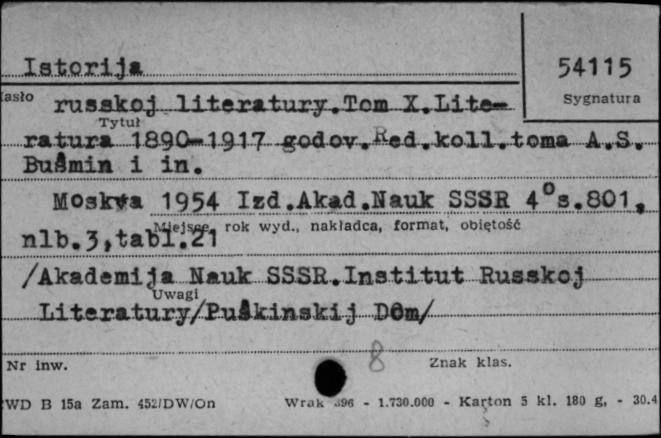 Istorija
54115
Sygnatura
russkoj literatury.Tom X.Lite-
Tytuł
ratura 1890-1917 godov.Red.koll.toma A.S.
Bušmin i in.
Moskva 1954 Izd.Akad.Nauk SSSR 4°s.801,
Miejsce, rok wyd., nakładca, format, objętość
nlb.3,tabl.21
/Akademija Nauk SSSR.Institut Russkoj
Uwagi
Literatury/Puškinskij Dom/
Nr inw.
8
Znak klas.
WD B 15a Zam. 452/DW/On
Wrak 396 - 1.730.000 - Karton 5 kl. 180 g, - 30.4